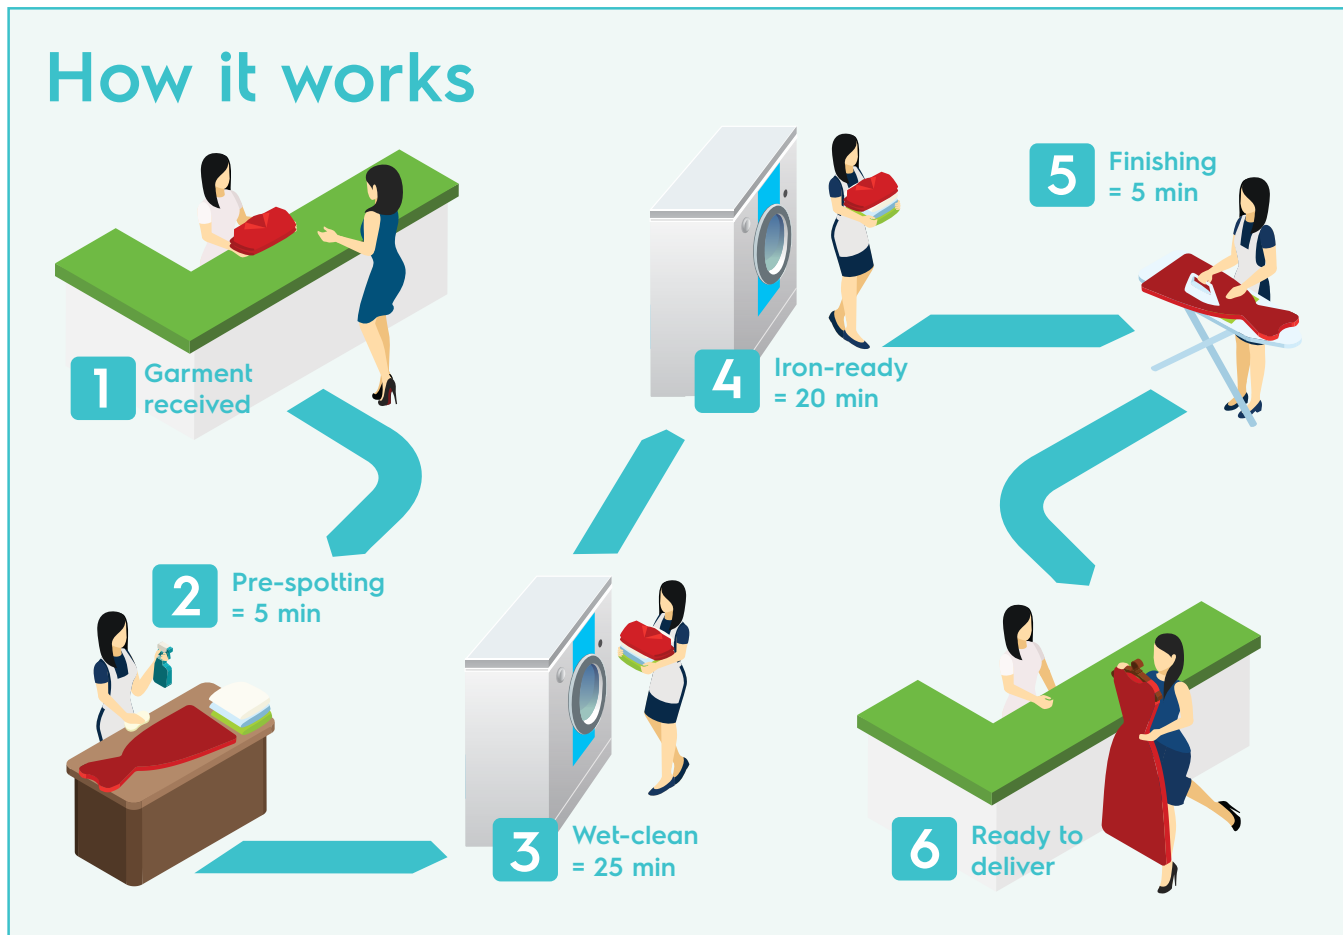 How it works
1
Garment
received
2
Pre-spotting
= 5 min
3
Wet-clean
= 25 min
4
Iron-ready
= 20 min
5
Finishing
= 5 min
6
Ready to
deliver